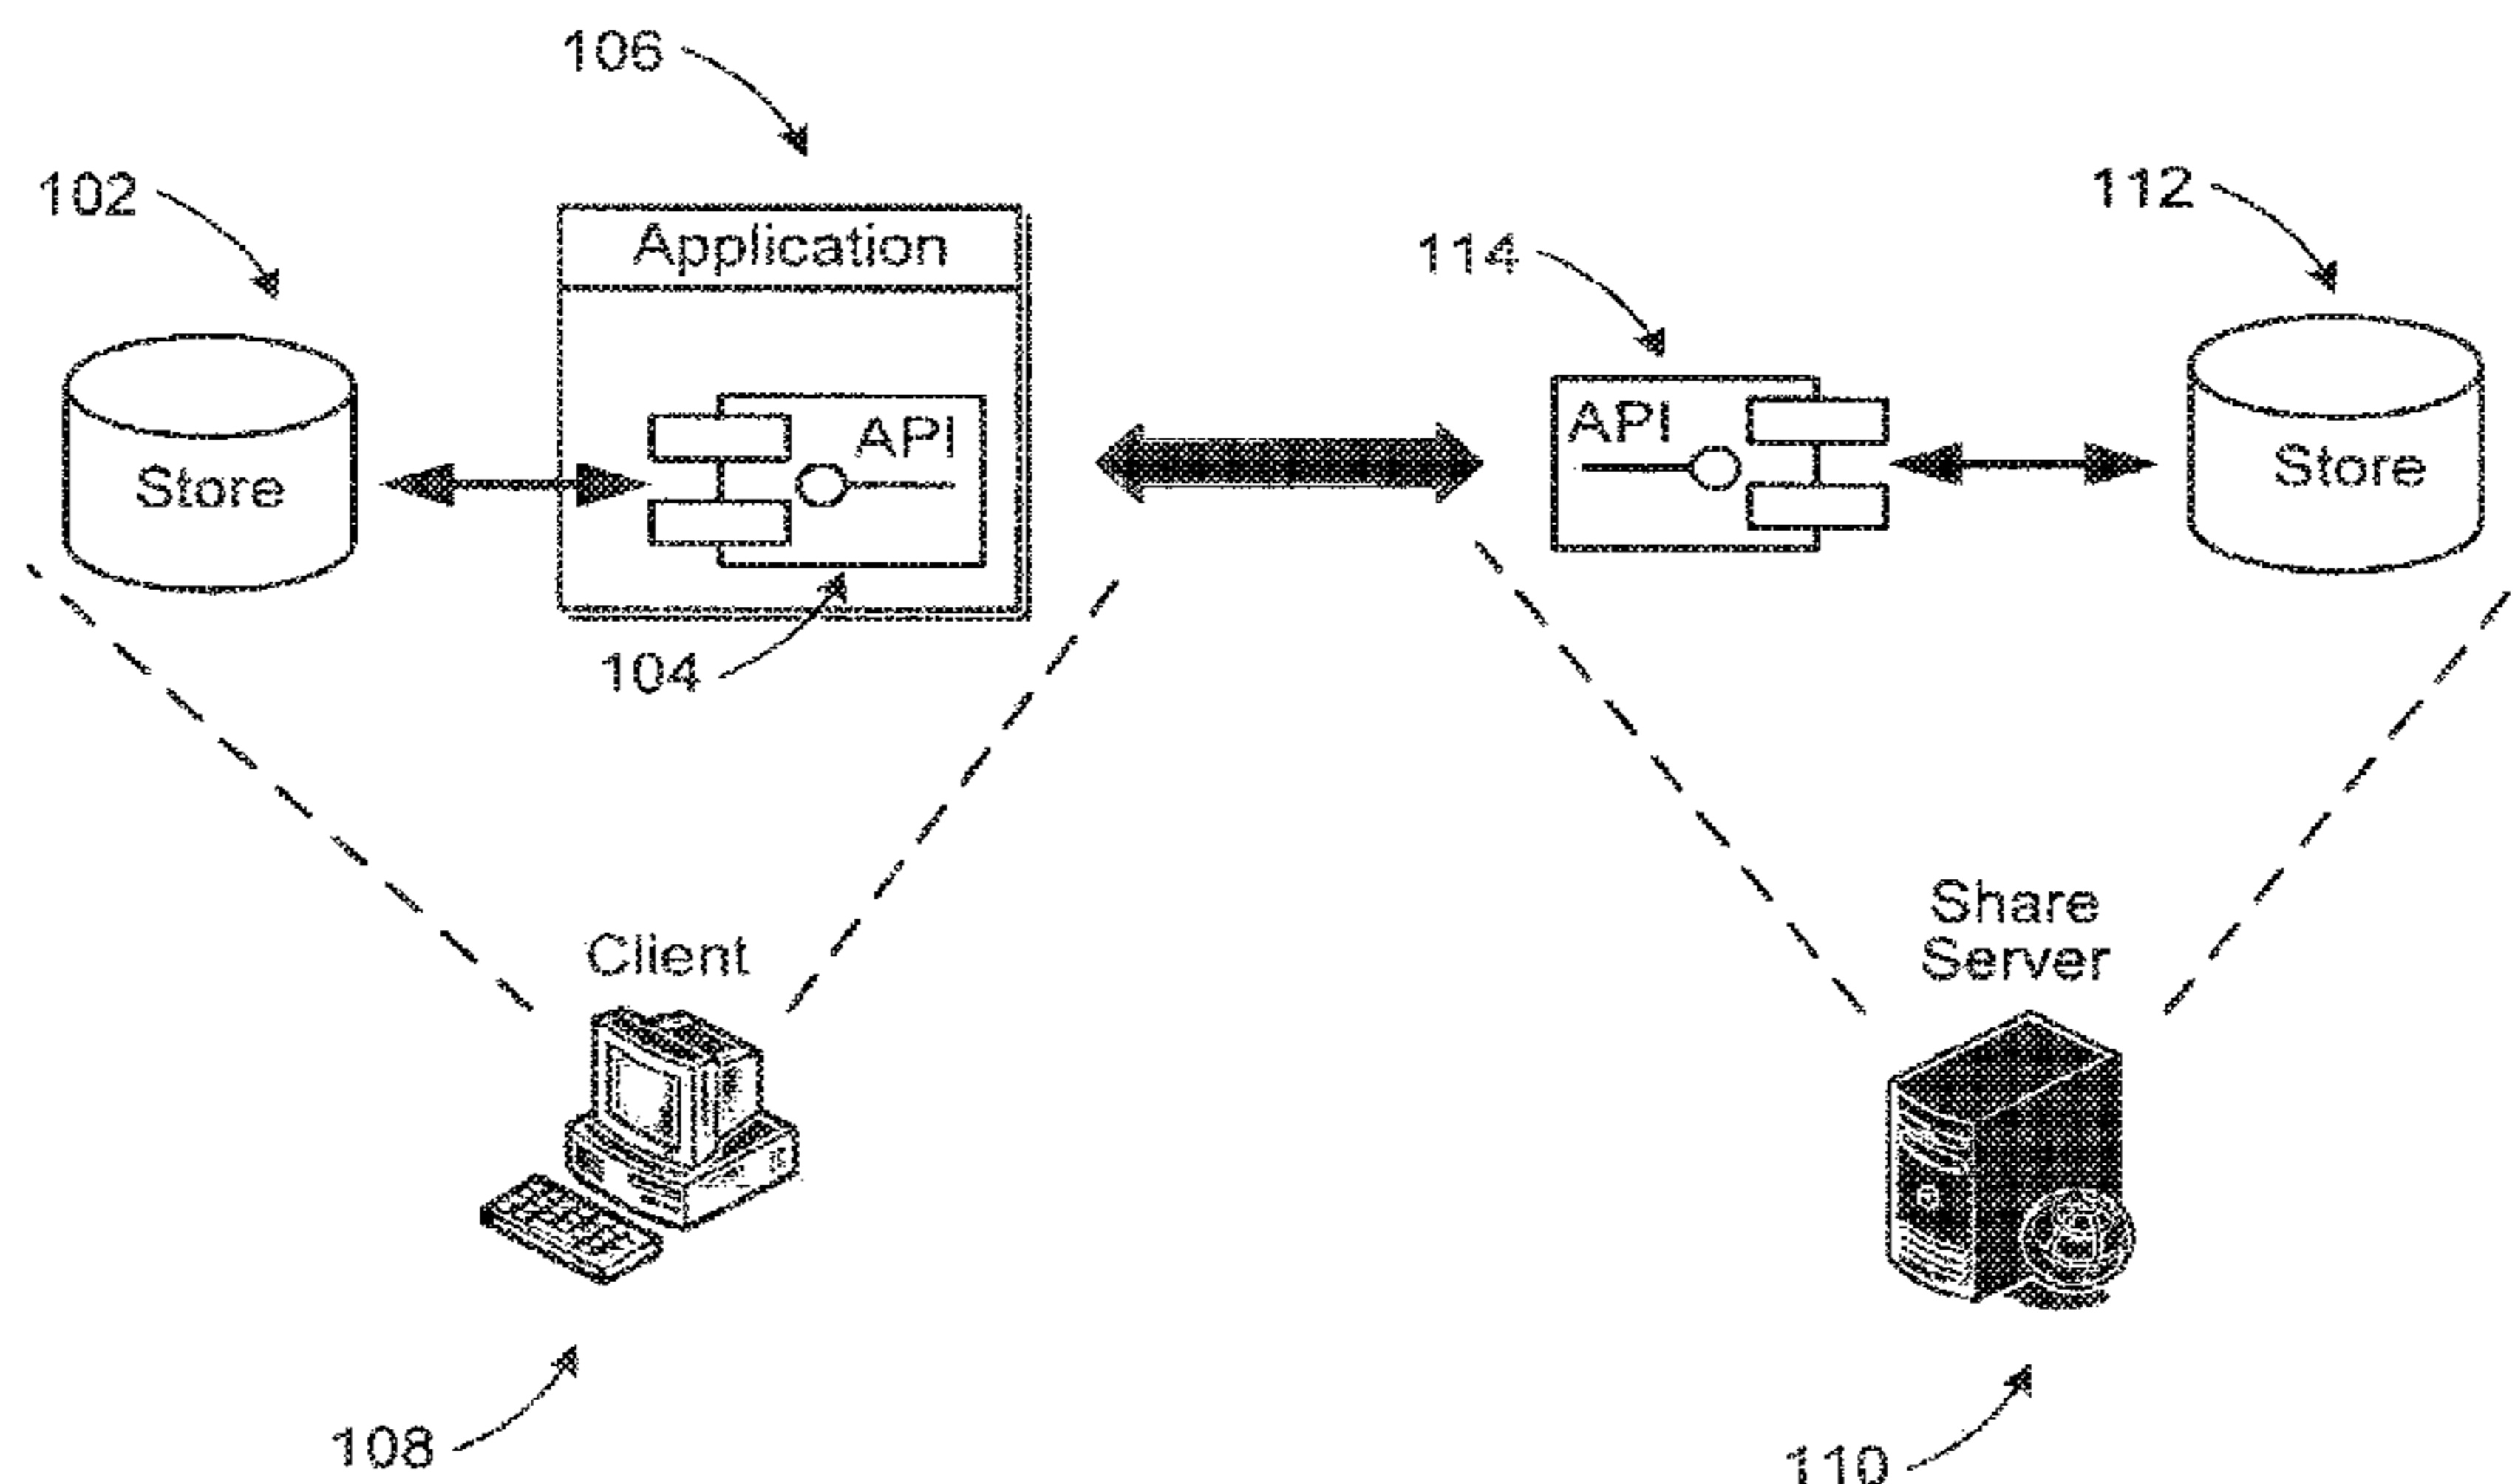 106
102
112
Application
114
API
API
Store
Store
104
Share
Server
Client
108
110